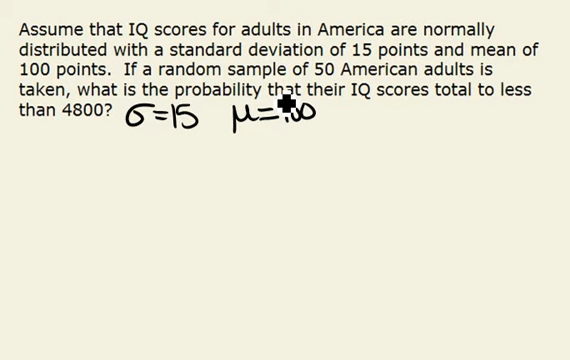 Assume that IQ scores for adults in America are normally
distributed with a standard deviation of 15 points and mean of
100 points.  If a random sample of 50 American adults is
taken, what is the probability that their IQ scores total to less
than 4800? σ=15 μ=100